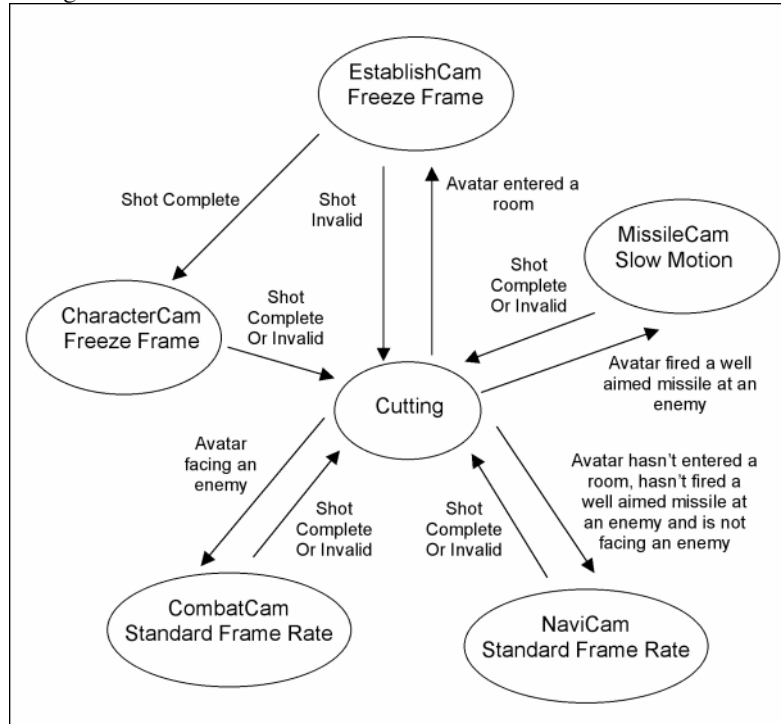 EstablishCam
Freeze Frame
Shot Complete
Shot
Invalid
Avatar entered a
room
MissileCam
Slow Motion
Shot
Complete
Or Invalid
CharacterCam
Freeze Frame
Shot
Complete
Or Invalid
Avatar fired a well
aimed missile at an
enemy
Cutting
Avatar
facing an
enemy
Shot
Complete
Or Invalid
Shot
Complete
Or Invalid
Avatar hasn't entered a
room, hasn't fired a
well aimed missile at
an enemy and is not
facing an enemy
CombatCam
Standard Frame Rate
NaviCam
Standard Frame Rate